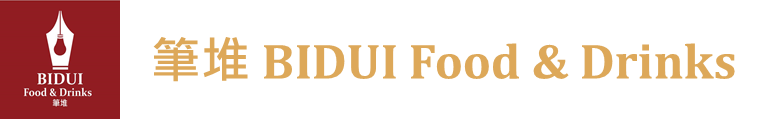 BIDUI
Food & Drinks
筆堆
筆堆 BIDUI Food & Drinks